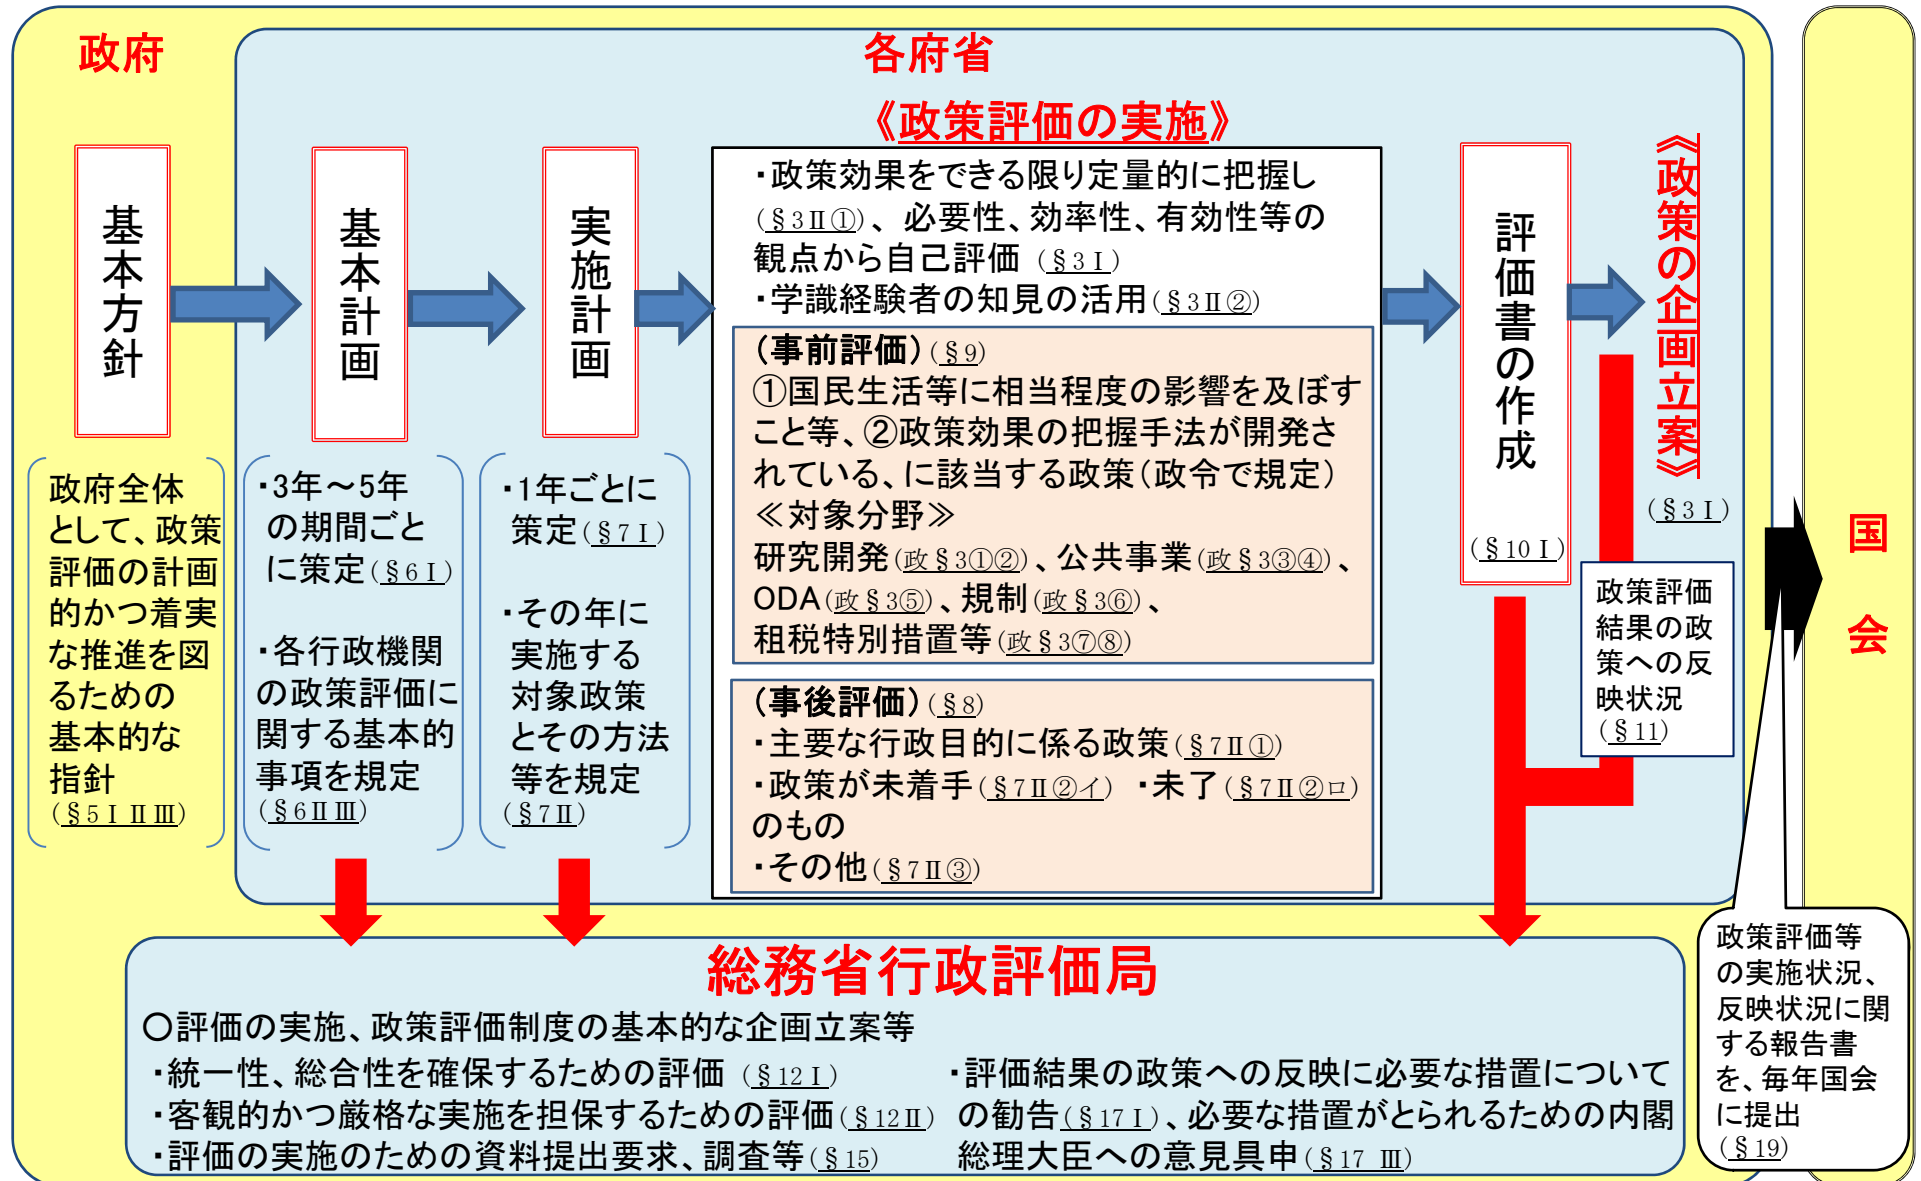 政府
各府省
《政策評価の実施》
基本方針
基本計画
実施計画
・政策効果をできる限り定量的に把握し
(§3Ⅱ①)、必要性、効率性、有効性等の
観点から自己評価 (§3Ⅰ)
・学識経験者の知見の活用(§3Ⅱ②)
(事前評価)(§9)
①国民生活等に相当程度の影響を及ぼす
こと等、②政策効果の把握手法が開発さ
れている、に該当する政策(政令で規定)
≪対象分野≫
研究開発(政§3①②)、公共事業(政§3③④)、
ODA(政§3⑤)、規制(政§3⑥)、
租税特別措置等(政§3⑦⑧)
(事後評価)(§8)
・主要な行政目的に係る政策(§7Ⅱ①)
・政策が未着手(§7Ⅱ②イ) ・未了(§7Ⅱ②ロ)
のもの
・その他(§7Ⅱ③)
評価書の作成
(§10Ⅰ)
《政策の企画立案》
(§3Ⅰ)
政府全体
として、政策
評価の計画
的かつ着実
な推進を図
るための
基本的な
指針
(§5ⅠⅡⅢ)
・3年～5年
の期間ごと
に策定(§6Ⅰ)
・各行政機関
の政策評価に
関する基本的
事項を規定
(§6ⅡⅢ)
・1年ごとに
策定(§7Ⅰ)
・その年に
実施する
対象政策
とその方法
等を規定
(§7Ⅱ)
政策評価
結果の政
策への反
映状況
(§11)
国会
政策評価等
の実施状況、
反映状況に関
する報告書
を、毎年国会
に提出
(§19)
総務省行政評価局
○評価の実施、政策評価制度の基本的な企画立案等
・統一性、総合性を確保するための評価 (§12Ⅰ)
・客観的かつ厳格な実施を担保するための評価(§12Ⅱ)
・評価の実施のための資料提出要求、調査等(§15)
・評価結果の政策への反映に必要な措置について
の勧告(§17Ⅰ)、必要な措置がとられるための内閣
総理大臣への意見具申(§17 Ⅲ)